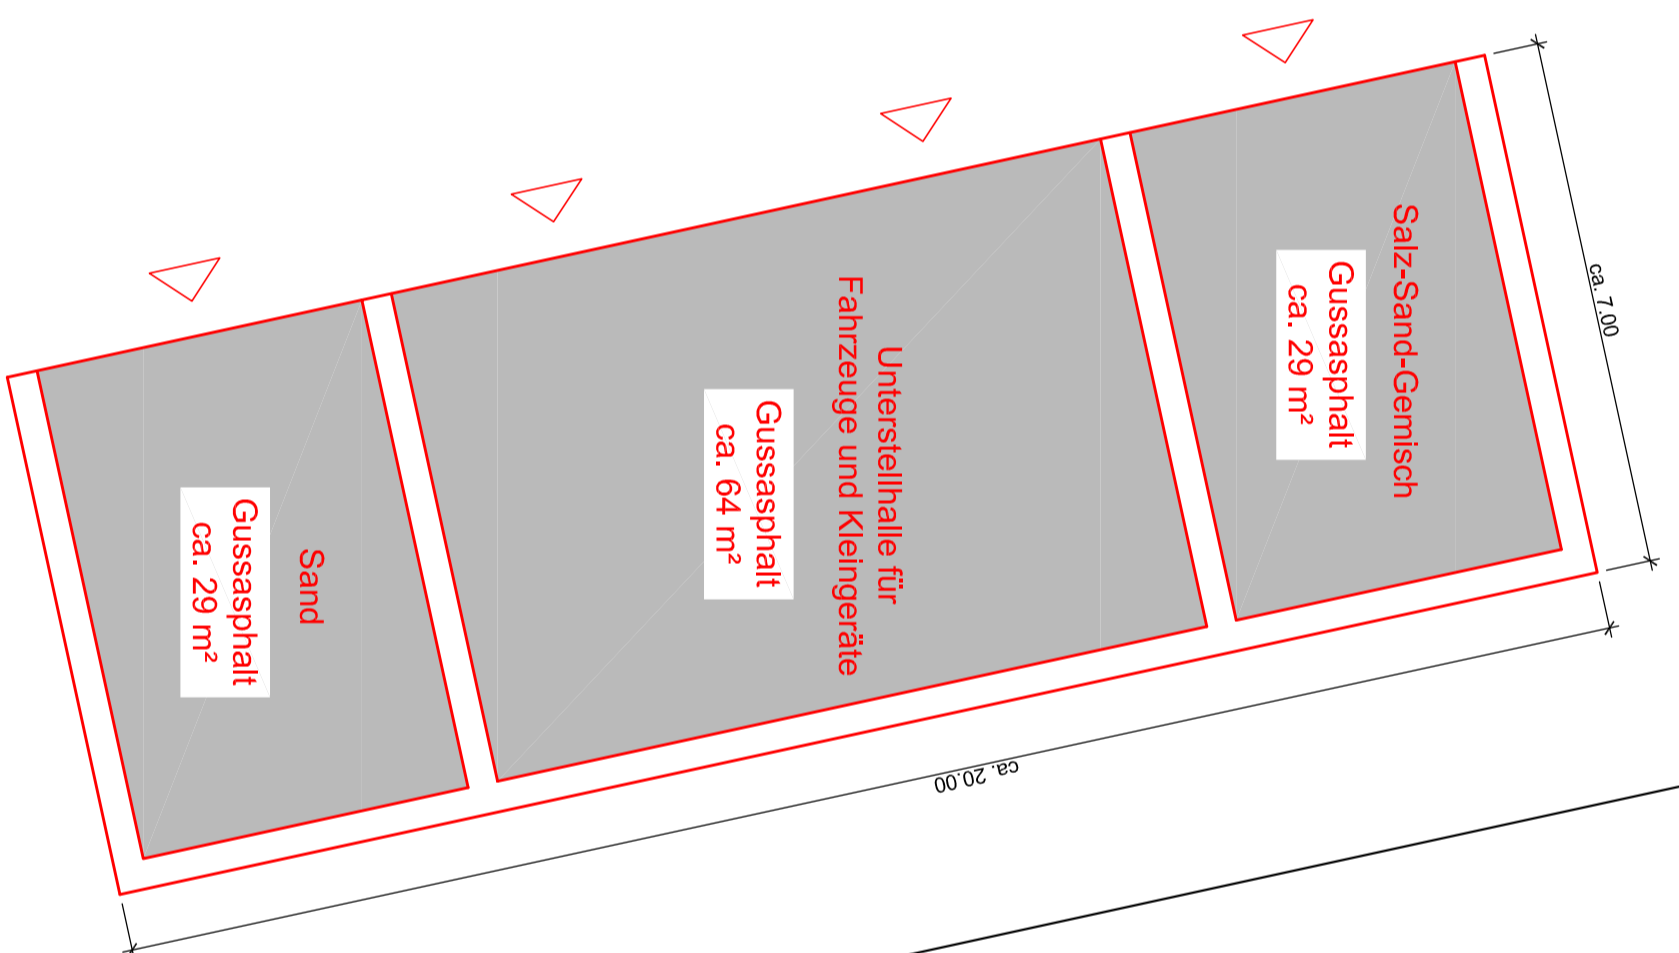 Salz-Sand-Gemisch
Gussasphalt
ca. 29 m²
Unterstellhalle für
Fahrzeuge und Kleingeräte
Gussasphalt
ca. 64 m²
Sand
Gussasphalt
ca. 29 m²
ca. 7.00
ca. 20.00